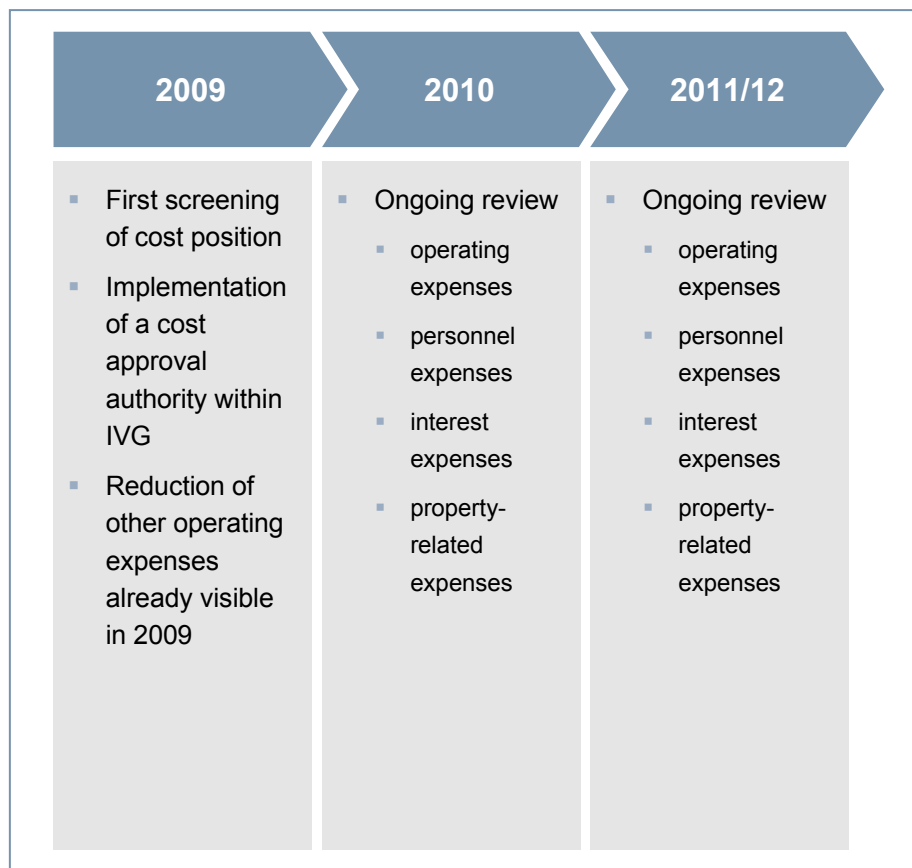 2009
2010
2011/12
First screening
of cost position
Implementation
of a cost
approval
authority within
IVG
Reduction of
other operating
expenses
already visible
in 2009
Ongoing review
operating
expenses
personnel
expenses
interest
expenses
property-
related
expenses
Ongoing review
operating
expenses
personnel
expenses
interest
expenses
property-
related
expenses